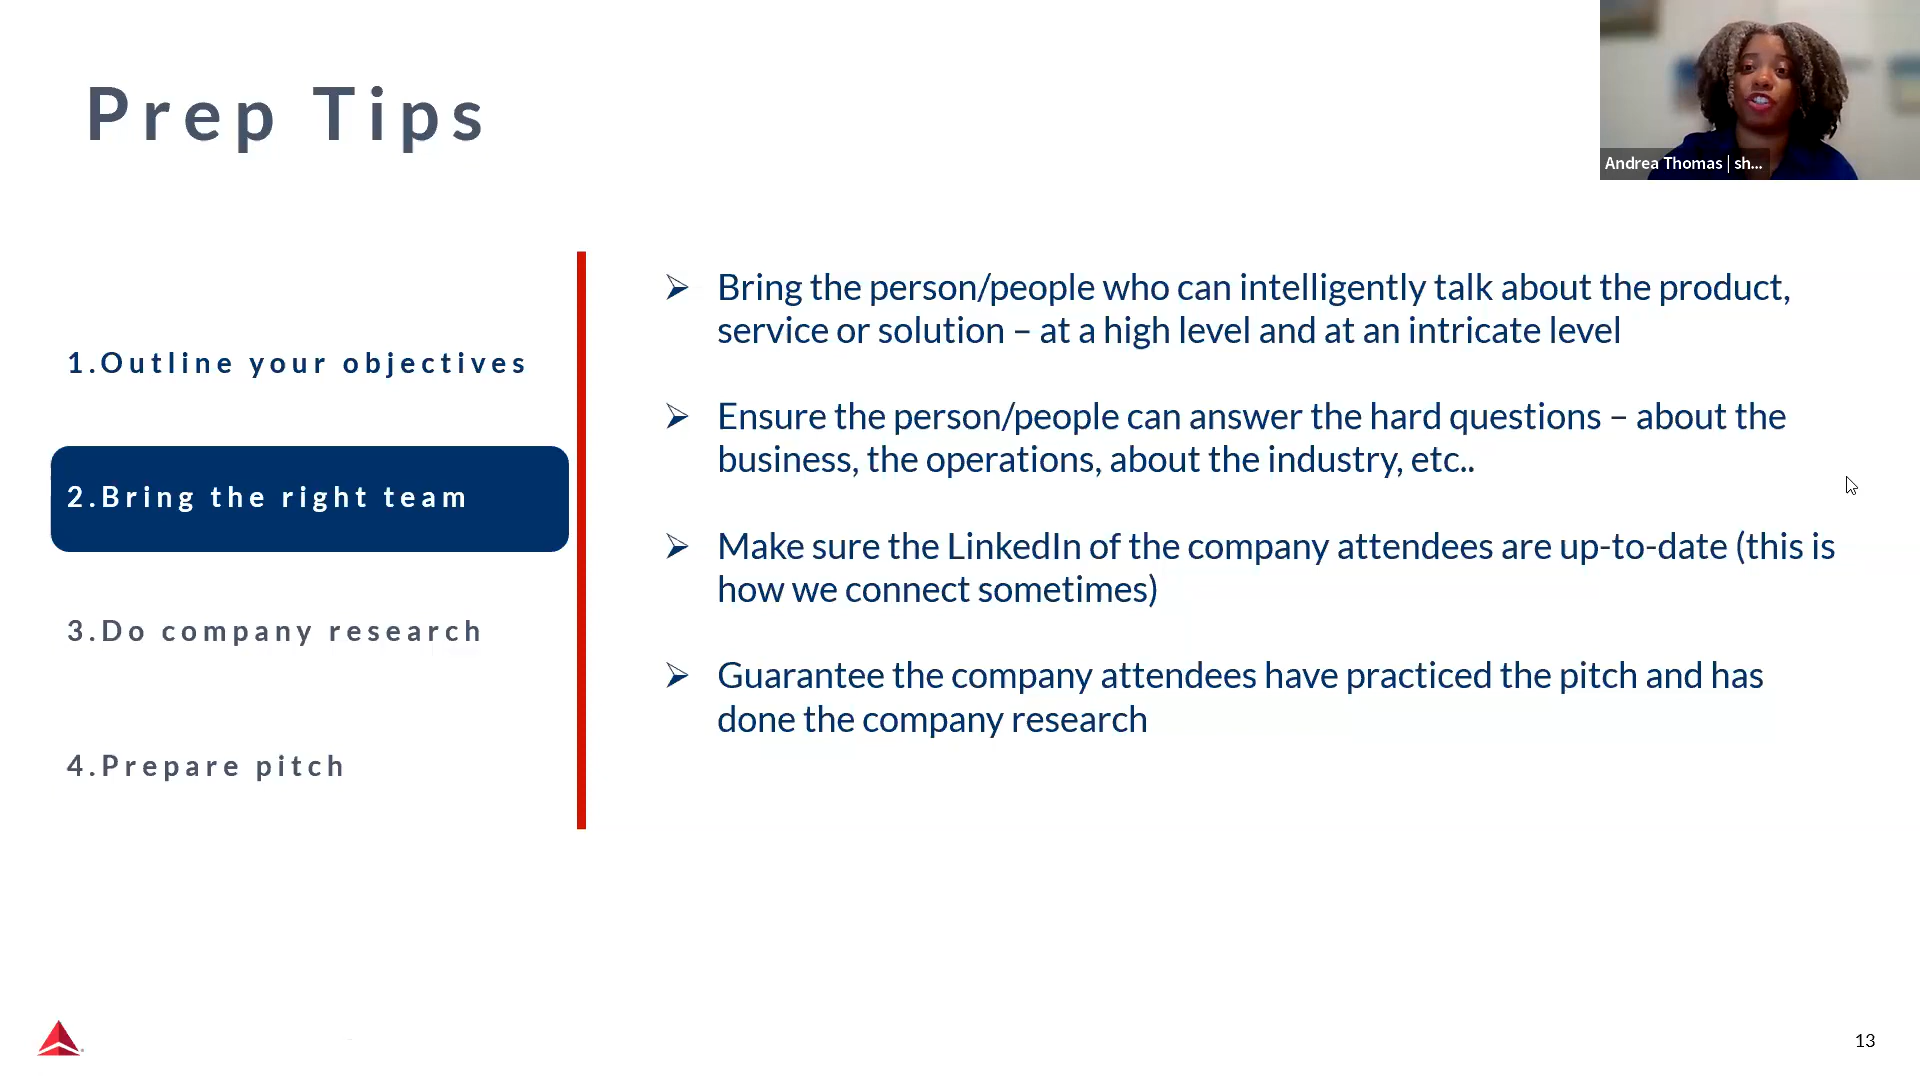 Prep Tips
Andrea Thomas | sh...
1.Outline your objectives
2.Bring the right team
3.Do company research
4.Prepare pitch
➢ Bring the person/people who can intelligently talk about the product,
service or solution – at a high level and at an intricate level
➢ Ensure the person/people can answer the hard questions – about the
business, the operations, about the industry, etc..
➢ Make sure the LinkedIn of the company attendees are up-to-date (this is
how we connect sometimes)
➢ Guarantee the company attendees have practiced the pitch and has
done the company research
13